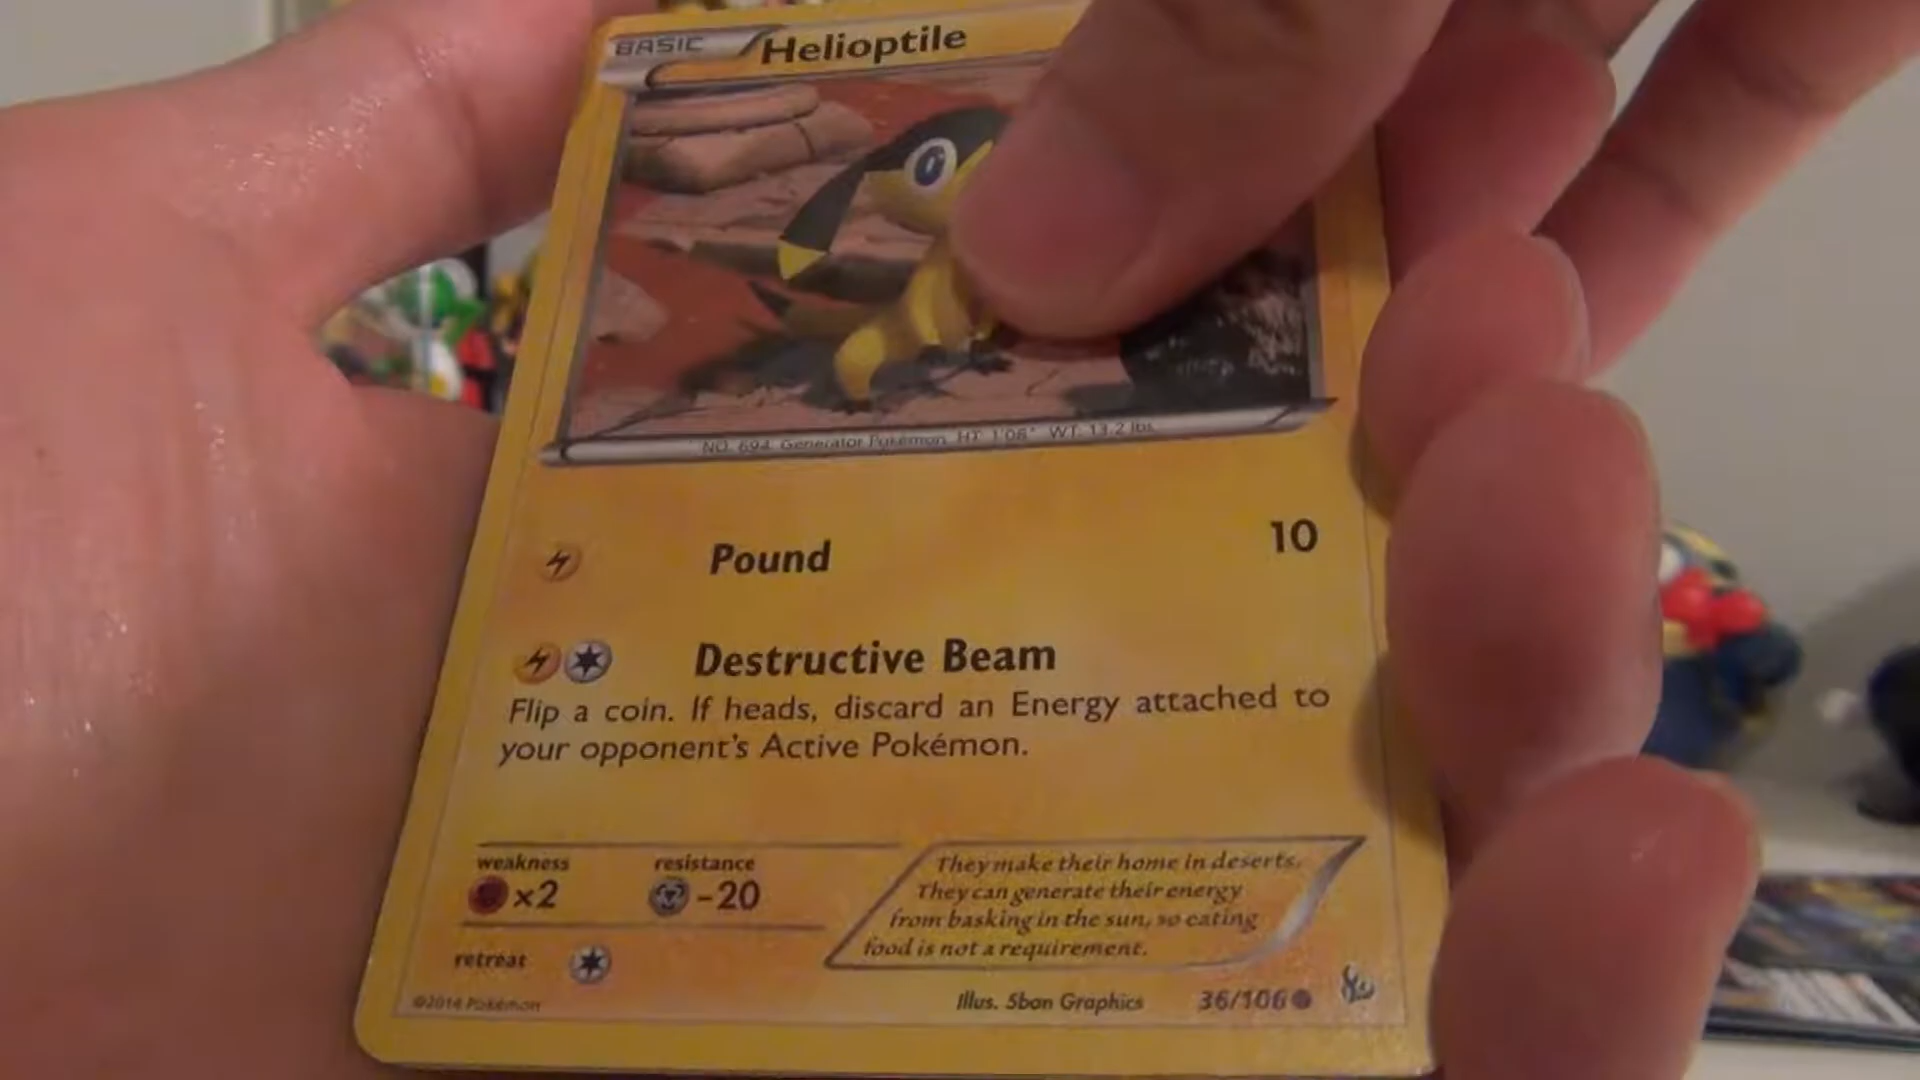 BASIC Helioptile
NO. 694 Generator Pokémon HT: 1'08" WT: 13.2 lbs.
Pound 10
Destructive Beam
Flip a coin. If heads, discard an Energy attached to
your opponent's Active Pokémon.
weakness resistance
×2 -20
They make their home in deserts.
They can generate their energy
from basking in the sun, so eating
food is not a requirement.
retreat
©2014 Pokémon Illus. 5ban Graphics 36/106